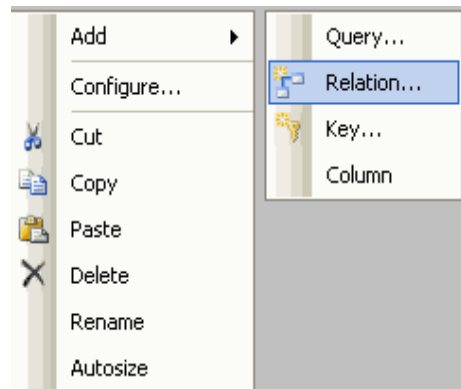 Add
Configure...
Cut
Copy
Paste
Delete
Rename
Autosize
Query...
Relation...
Key...
Column